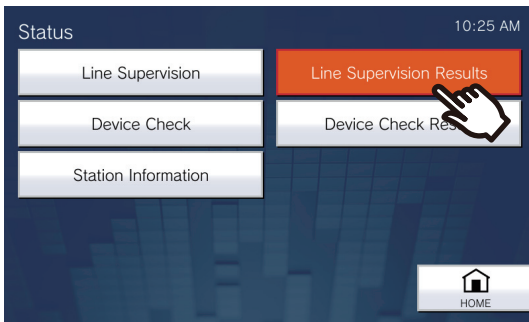 Status
10:25 AM
Line Supervision
Line Supervision Results
Device Check
Device Check Res
Station Information
HOME